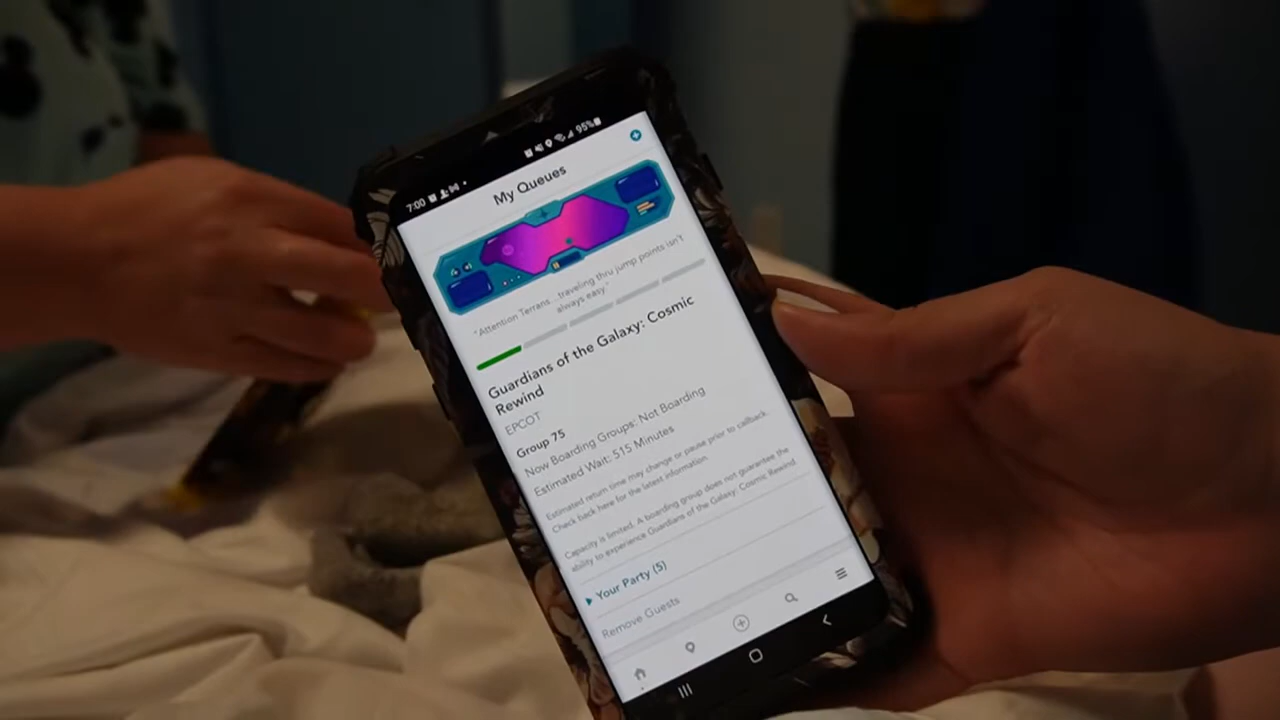 7:00 95%
My Queues
"Attention Terrans...traveling thru jump points isn't
always easy."
Guardians of the Galaxy: Cosmic
Rewind
EPCOT
Group 75
Now Boarding Groups: Not Boarding
Estimated Wait: 515 Minutes
Estimated return time may change or pause prior to callback.
Check back here for the latest information.
Capacity is limited. A boarding group does not guarantee the
ability to experience Guardians of the Galaxy: Cosmic Rewind
Your Party (5)
Remove Guests